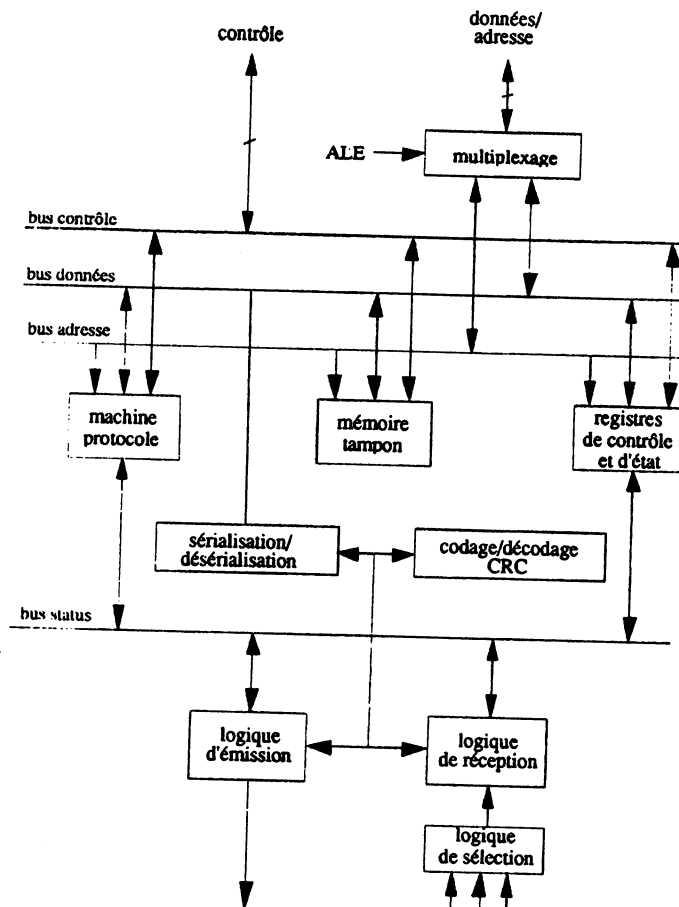 contrôle
données/
adresse
ALE
multiplexage
bus contrôle
bus données
bus adresse
machine
protocole
mémoire
tampon
registres
de contrôle
et d'état
sérialisation/
désérialisation
codage/décodage
CRC
bus status
logique
d'émission
logique
de réception
logique
de sélection